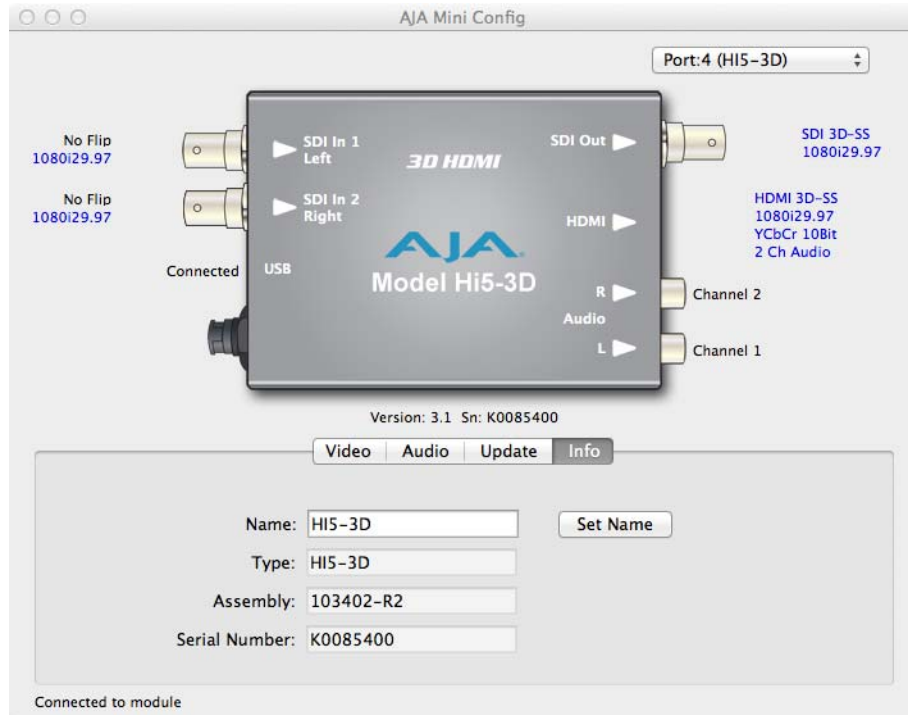 AJA Mini Config
Port:4 (HI5-3D)
No Flip
1080i29.97
No Flip
1080i29.97
Connected
SDI In 1
Left
SDI In 2
Right
USB
3D HDMI
AJA
Model Hi5-3D
SDI Out
HDMI
R
Audio
L
SDI 3D-SS
1080i29.97
HDMI 3D-SS
1080i29.97
YCbCr 10Bit
2 Ch Audio
Channel 2
Channel 1
Version: 3.1 Sn: K0085400
Video Audio Update Info
Name: HI5-3D Set Name
Type: HI5-3D
Assembly: 103402-R2
Serial Number: K0085400
Connected to module